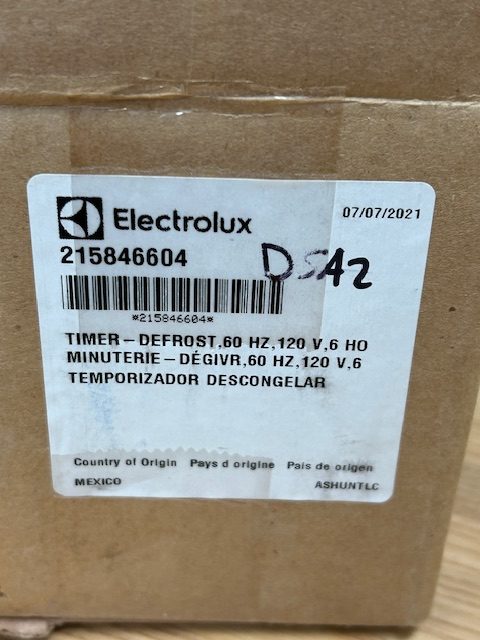 Electrolux
07/07/2021
215846604
D5A2
*215846604*
TIMER—DEFROST,60 HZ,120 V,6 HO
MINUTERIE—DÉGIVR,60 HZ,120 V,6
TEMPORIZADOR DESCONGELAR
Country of Origin Pays d origine Pais de origen
MEXICO
ASHUNTLC